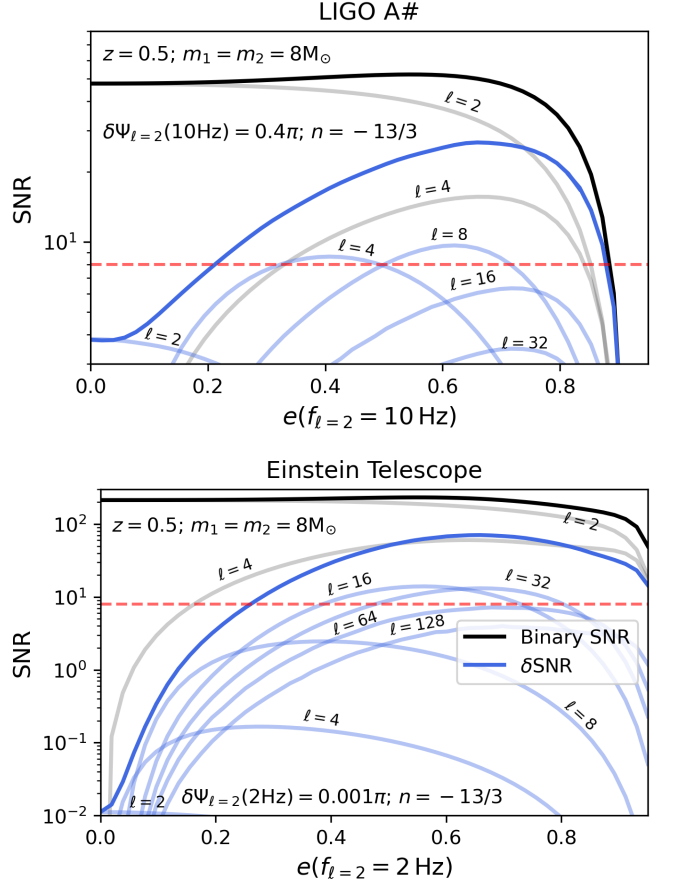 LIGO A#
z = 0.5; m₁ = m₂ = 8M⊙
ℓ = 2
δΨℓ=2(10Hz) = 0.4π; n = −13/3
ℓ = 4
ℓ = 8
ℓ = 4
ℓ = 16
ℓ = 2
ℓ = 32
SNR
10¹
0.0 0.2 0.4 0.6 0.8
e(fℓ=2 = 10 Hz)
Einstein Telescope
z = 0.5; m₁ = m₂ = 8M⊙
ℓ = 2
ℓ = 4
ℓ = 16
ℓ = 32
ℓ = 64
ℓ = 128
Binary SNR
δSNR
ℓ = 8
ℓ = 4
ℓ = 2
δΨℓ=2(2Hz) = 0.001π; n = −13/3
SNR
10²
10¹
10⁰
10⁻¹
10⁻²
0.0 0.2 0.4 0.6 0.8
e(fℓ=2 = 2 Hz)